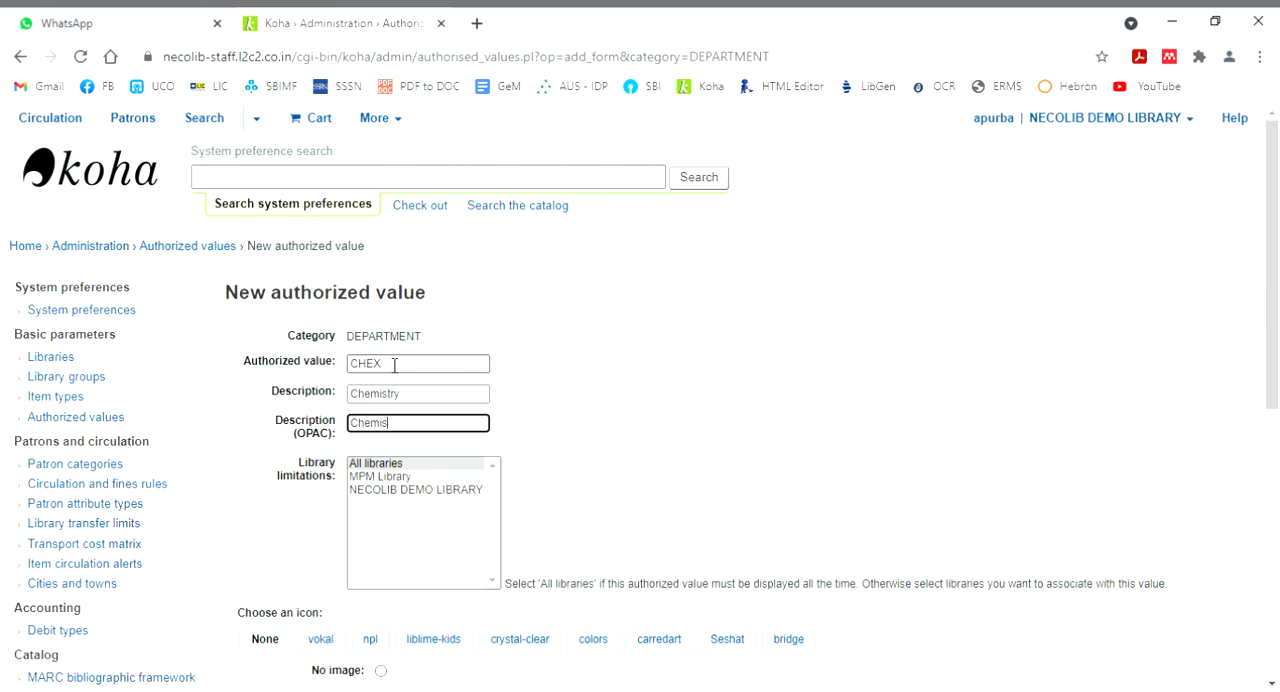 WhatsApp
Koha › Administration › Authori
necolib-staff.l2c2.co.in/cgi-bin/koha/admin/authorised_values.pl?op=add_form&category=DEPARTMENT
Gmail FB UCO LIC SBIMF SSSN PDF to DOC GeM AUS - IDP SBI Koha HTML Editor LibGen OCR ERMS Hebron YouTube
Circulation Patrons Search Cart More apurba | NECOLIB DEMO LIBRARY Help
koha
System preference search:
Search
Search system preferences Check out Search the catalog
Home › Administration › Authorized values › New authorized value
System preferences
System preferences
Basic parameters
Libraries
Library groups
Item types
Authorized values
Patrons and circulation
Patron categories
Circulation and fines rules
Patron attribute types
Library transfer limits
Transport cost matrix
Item circulation alerts
Cities and towns
Accounting
Debit types
Catalog
MARC bibliographic framework
New authorized value
Category DEPARTMENT
Authorized value: CHEX
Description: Chemistry
Description (OPAC): Chemis
Library limitations:
All libraries
MPM Library
NECOLIB DEMO LIBRARY
Select 'All libraries' if this authorized value must be displayed all the time. Otherwise select libraries you want to associate with this value.
Choose an icon:
None vokal npl liblime-kids crystal-clear colors carredart Seshat bridge
No image: